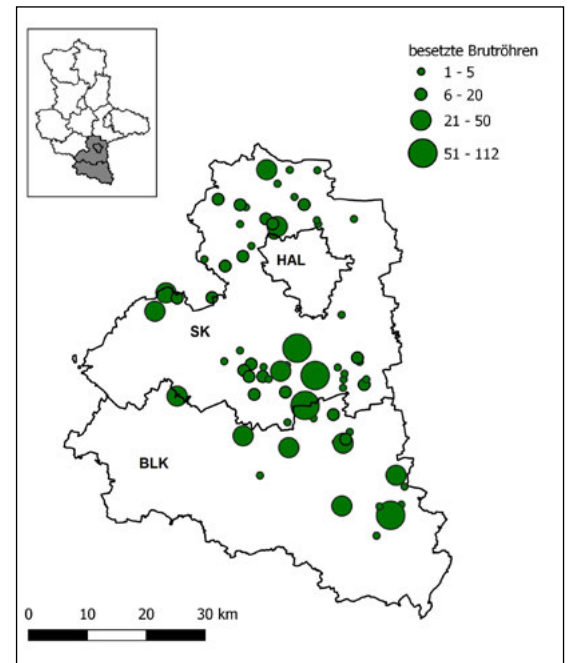 besetzte Brutröhren
1 - 5
6 - 20
21 - 50
51 - 112
HAL
SK
BLK
0 10 20 30 km